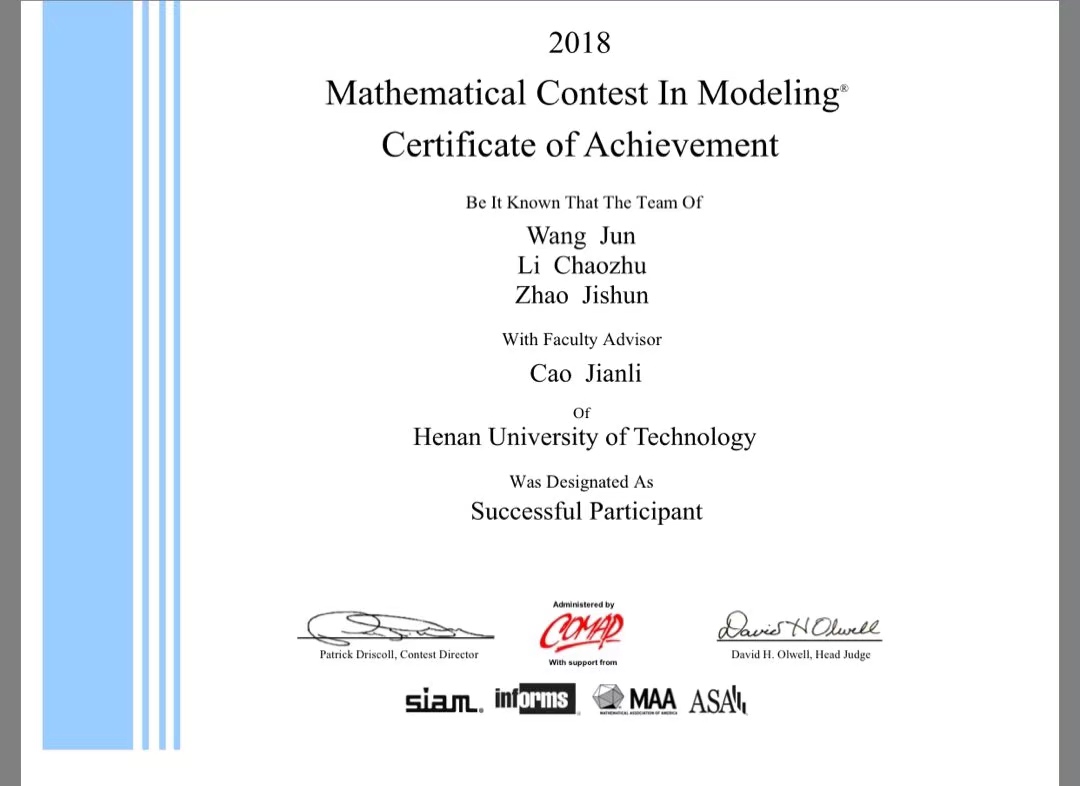 2018
Mathematical Contest In Modeling®
Certificate of Achievement
Be It Known That The Team Of
Wang Jun
Li Chaozhu
Zhao Jishun
With Faculty Advisor
Cao Jianli
Of
Henan University of Technology
Was Designated As
Successful Participant
Administered by
COMAP
David H Olwell
Patrick Driscoll, Contest Director
With support from
David H. Olwell, Head Judge
siam.
informs
MAA
MATHEMATICAL ASSOCIATION OF AMERICA
ASA